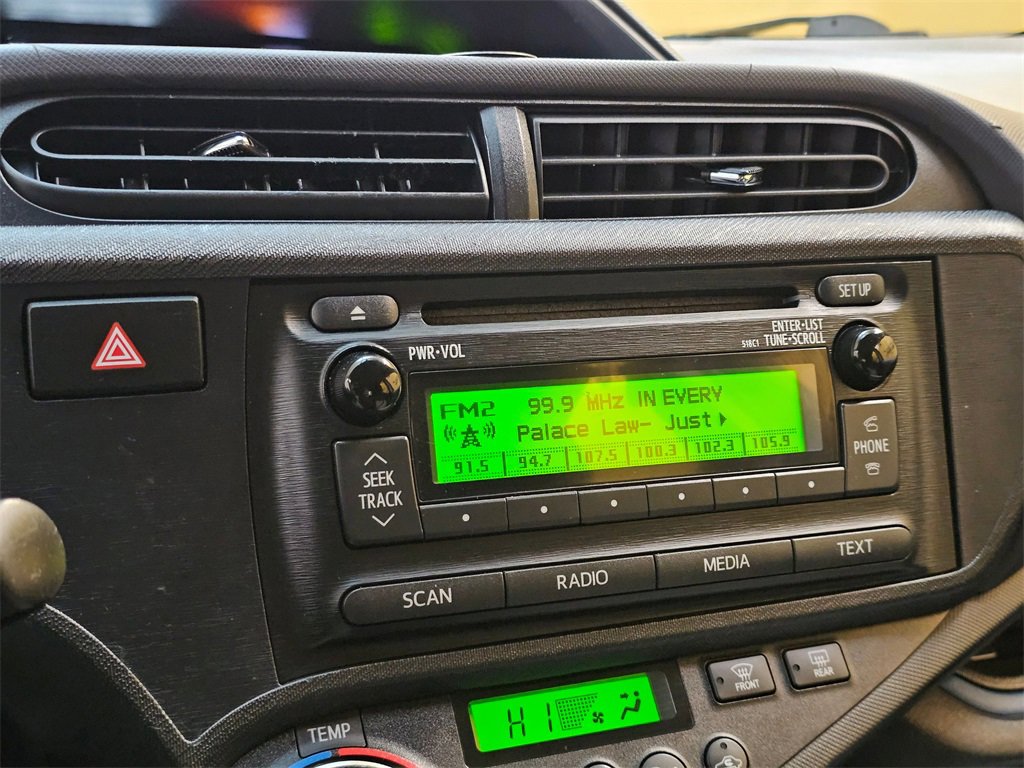 SET UP
ENTER•LIST
518C1 TUNE•SCROLL
PWR•VOL
FM2 99.9 MHz IN EVERY
Palace Law- Just
91.5 94.7 107.5 100.3 102.3 105.9
SEEK
TRACK
PHONE
SCAN RADIO MEDIA TEXT
FRONT REAR
HI
TEMP